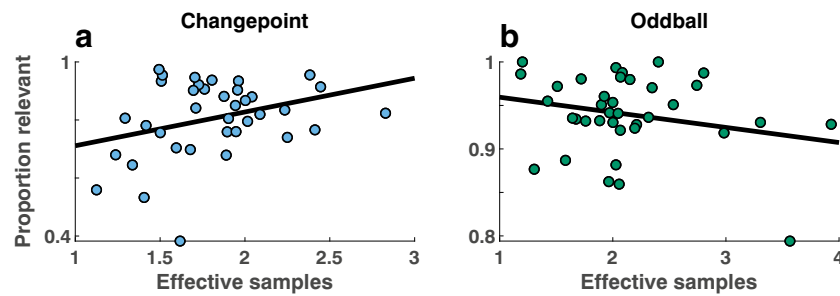 a
Changepoint
Proportion relevant
1
0.4
1
1.5
2
2.5
3
Effective samples
b
Oddball
1
0.9
0.8
1
2
3
4
Effective samples